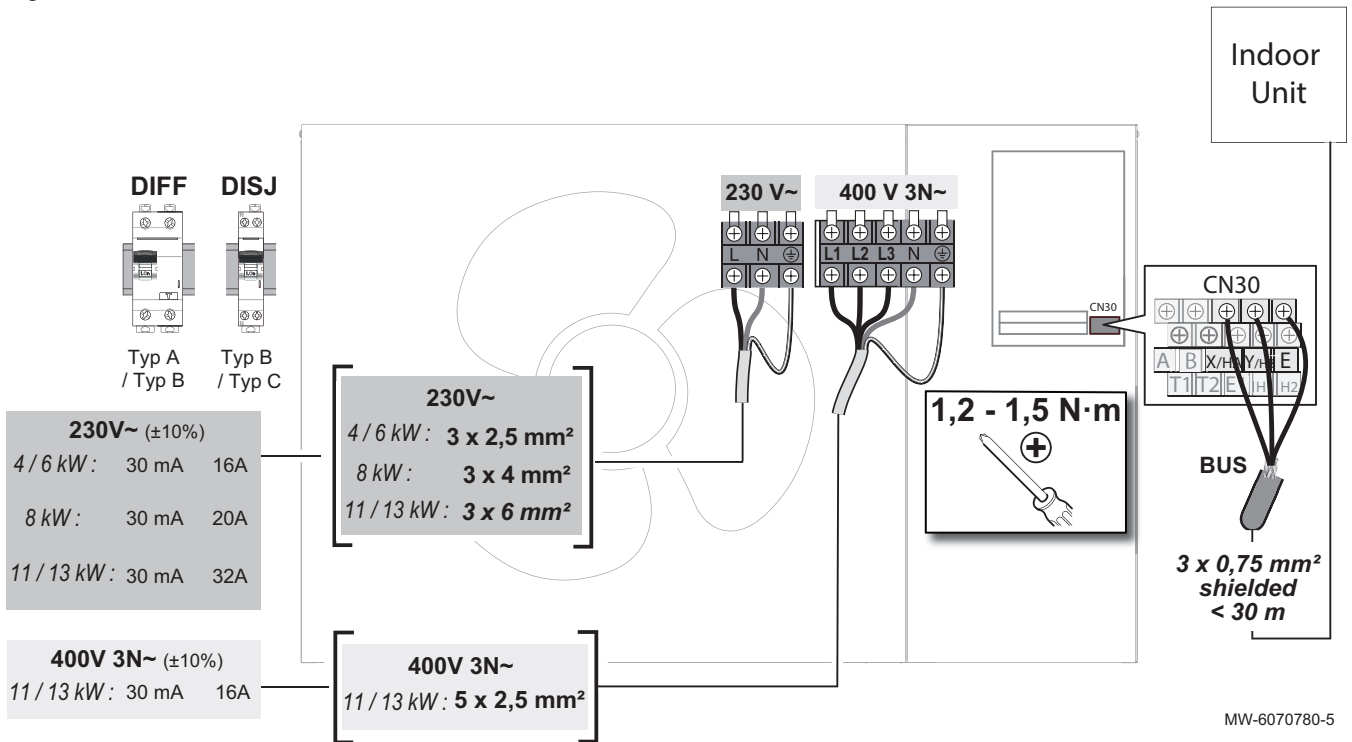 Indoor
Unit
DIFF DISJ
Typ A
/ Typ B
Typ B
/ Typ C
230 V~ 400 V 3N~
L N
L1 L2 L3 N
CN30
CN30
A B X/HA Y/HB E
T1 T2 E H2
230V~ (±10%)
4 / 6 kW : 30 mA 16A
8 kW : 30 mA 20A
11 / 13 kW : 30 mA 32A
230V~
4 / 6 kW : 3 x 2,5 mm²
8 kW : 3 x 4 mm²
11 / 13 kW : 3 x 6 mm²
1,2 - 1,5 N·m
BUS
3 x 0,75 mm²
shielded
< 30 m
400V 3N~ (±10%)
11 / 13 kW : 30 mA 16A
400V 3N~
11 / 13 kW : 5 x 2,5 mm²
MW-6070780-5